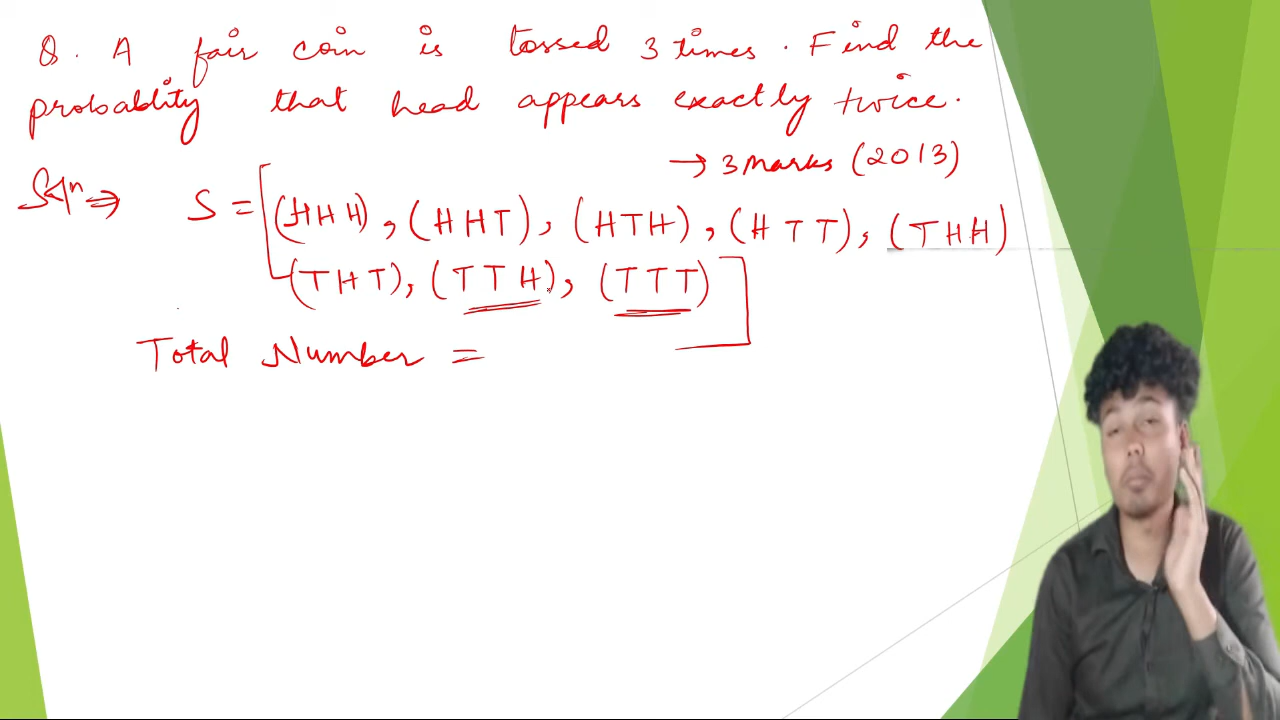 Q. A fair coin is tossed 3 times. Find the
probability that head appears exactly twice.
→ 3 marks (2013)
Soln ⇒ S = [(HHH), (HHT), (HTH), (HTT), (THH)
(THT), (TTH), (TTT)]
Total Number =